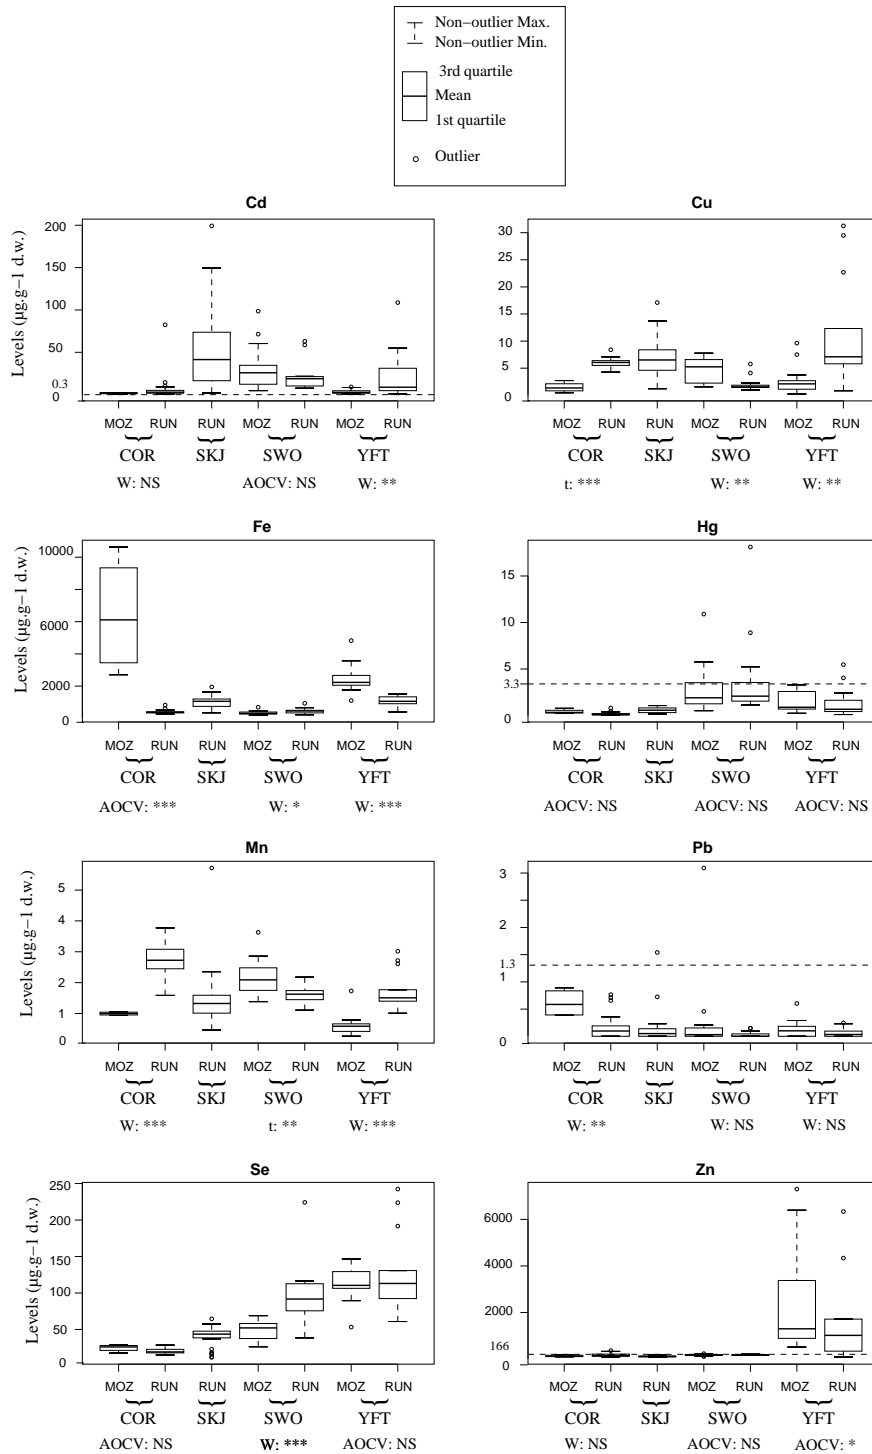 Non−outlier Max.
Non−outlier Min.
3rd quartile
Mean
1st quartile
Outlier
Cd
Levels (µg.g−1 d.w.)
200
150
100
50
0.3
0
MOZ RUN RUN MOZ RUN MOZ RUN
COR SKJ SWO YFT
W: NS AOCV: NS W: **
Cu
30
25
20
15
10
5
0
MOZ RUN RUN MOZ RUN MOZ RUN
COR SKJ SWO YFT
t: *** W: ** W: **
Fe
Levels (µg.g−1 d.w.)
10000
6000
2000
0
MOZ RUN RUN MOZ RUN MOZ RUN
COR SKJ SWO YFT
AOCV: *** W: * W: ***
Hg
15
10
5
3.3
0
MOZ RUN RUN MOZ RUN MOZ RUN
COR SKJ SWO YFT
AOCV: NS AOCV: NS AOCV: NS
Mn
Levels (µg.g−1 d.w.)
5
4
3
2
1
0
MOZ RUN RUN MOZ RUN MOZ RUN
COR SKJ SWO YFT
W: *** t: ** W: ***
Pb
3
2
1.3
1
0
MOZ RUN RUN MOZ RUN MOZ RUN
COR SKJ SWO YFT
W: ** W: NS W: NS
Se
Levels (µg.g−1 d.w.)
250
200
150
100
50
0
MOZ RUN RUN MOZ RUN MOZ RUN
COR SKJ SWO YFT
AOCV: NS W: *** AOCV: NS
Zn
6000
4000
2000
166
0
MOZ RUN RUN MOZ RUN MOZ RUN
COR SKJ SWO YFT
W: NS AOCV: NS AOCV: *